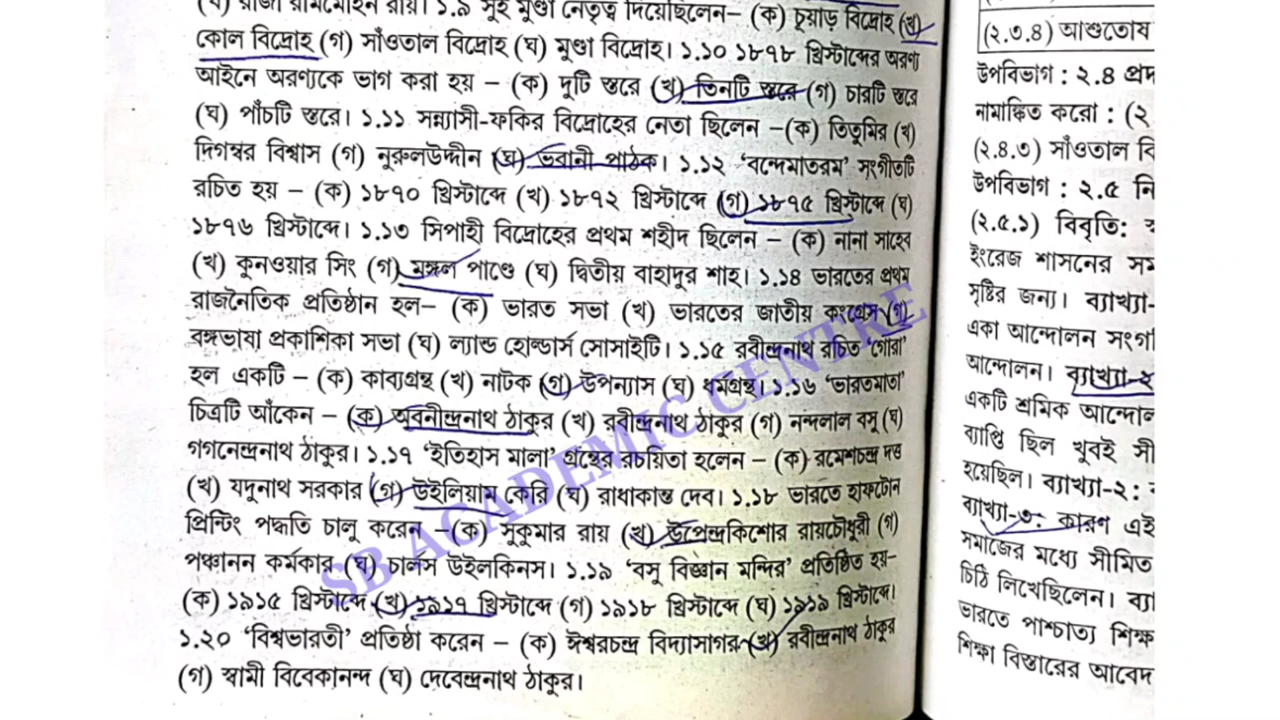 (ঘ) রাজা রামমোহন রায়। ১.৯ সুই মুণ্ডা নেতৃত্ব দিয়েছিলেন– (ক) চুয়াড় বিদ্রোহ (খ)
কোল বিদ্রোহ (গ) সাঁওতাল বিদ্রোহ (ঘ) মুণ্ডা বিদ্রোহ। ১.১০ ১৮৭৮ খ্রিস্টাব্দের অরণ্য
আইনে অরণ্যকে ভাগ করা হয় – (ক) দুটি স্তরে (খ) তিনটি স্তরে (গ) চারটি স্তরে
(ঘ) পাঁচটি স্তরে। ১.১১ সন্ন্যাসী-ফকির বিদ্রোহের নেতা ছিলেন –(ক) তিতুমির (খ)
দিগম্বর বিশ্বাস (গ) নুরুলউদ্দীন (ঘ) ভবানী পাঠক। ১.১২ ‘বন্দেমাতরম’ সংগীতটি
রচিত হয় – (ক) ১৮৭০ খ্রিস্টাব্দে (খ) ১৮৭২ খ্রিস্টাব্দে (গ) ১৮৭৫ খ্রিস্টাব্দে (ঘ)
১৮৭৬ খ্রিস্টাব্দে। ১.১৩ সিপাহী বিদ্রোহের প্রথম শহীদ ছিলেন – (ক) নানা সাহেব
(খ) কুনওয়ার সিং (গ) মঙ্গল পাণ্ডে (ঘ) দ্বিতীয় বাহাদুর শাহ। ১.১৪ ভারতের প্রথম
রাজনৈতিক প্রতিষ্ঠান হল– (ক) ভারত সভা (খ) ভারতের জাতীয় কংগ্রেস (গ)
বঙ্গভাষা প্রকাশিকা সভা (ঘ) ল্যান্ড হোল্ডার্স সোসাইটি। ১.১৫ রবীন্দ্রনাথ রচিত ‘গোরা’
হল একটি – (ক) কাব্যগ্রন্থ (খ) নাটক (গ) উপন্যাস (ঘ) ধর্মগ্রন্থ। ১.১৬ ‘ভারতমাতা’
চিত্রটি আঁকেন – (ক) অবনীন্দ্রনাথ ঠাকুর (খ) রবীন্দ্রনাথ ঠাকুর (গ) নন্দলাল বসু (ঘ)
গগনেন্দ্রনাথ ঠাকুর। ১.১৭ ‘ইতিহাস মালা’ গ্রন্থের রচয়িতা হলেন – (ক) রমেশচন্দ্র দত্ত
(খ) যদুনাথ সরকার (গ) উইলিয়াম কেরি (ঘ) রাধাকান্ত দেব। ১.১৮ ভারতে হাফটোন
প্রিন্টিং পদ্ধতি চালু করেন – (ক) সুকুমার রায় (খ) উপেন্দ্রকিশোর রায়চৌধুরী (গ)
পঞ্চানন কর্মকার (ঘ) চার্লস উইলকিনস। ১.১৯ ‘বসু বিজ্ঞান মন্দির’ প্রতিষ্ঠিত হয়–
(ক) ১৯১৫ খ্রিস্টাব্দে (খ) ১৯১৭ খ্রিস্টাব্দে (গ) ১৯১৮ খ্রিস্টাব্দে (ঘ) ১৯১৯ খ্রিস্টাব্দে।
১.২০ ‘বিশ্বভারতী’ প্রতিষ্ঠা করেন – (ক) ঈশ্বরচন্দ্র বিদ্যাসাগর (খ) রবীন্দ্রনাথ ঠাকুর
(গ) স্বামী বিবেকানন্দ (ঘ) দেবেন্দ্রনাথ ঠাকুর।
SB ACADEMIC CENTRE
(২.৩.৪) আশুতোষ
উপবিভাগ : ২.৪ প্রদ
নামাঙ্কিত করো : (২
(২.৪.৩) সাঁওতাল বি
উপবিভাগ : ২.৫ নি
(২.৫.১) বিবৃতি:
ইংরেজ শাসনের সম
সৃষ্টির জন্য। ব্যাখ্যা-
একা আন্দোলন সংগা
আন্দোলন। ব্যাখ্যা-২
একটি শ্রমিক আন্দোল
ব্যাপ্তি ছিল খুবই সী
হয়েছিল। ব্যাখ্যা-২:
ব্যাখ্যা-৩: কারণ এই
সমাজের মধ্যে সীমিত
চিঠি লিখেছিলেন। ব্যা
ভারতে পাশ্চাত্য শিক্ষ
শিক্ষা বিস্তারের আবেদ